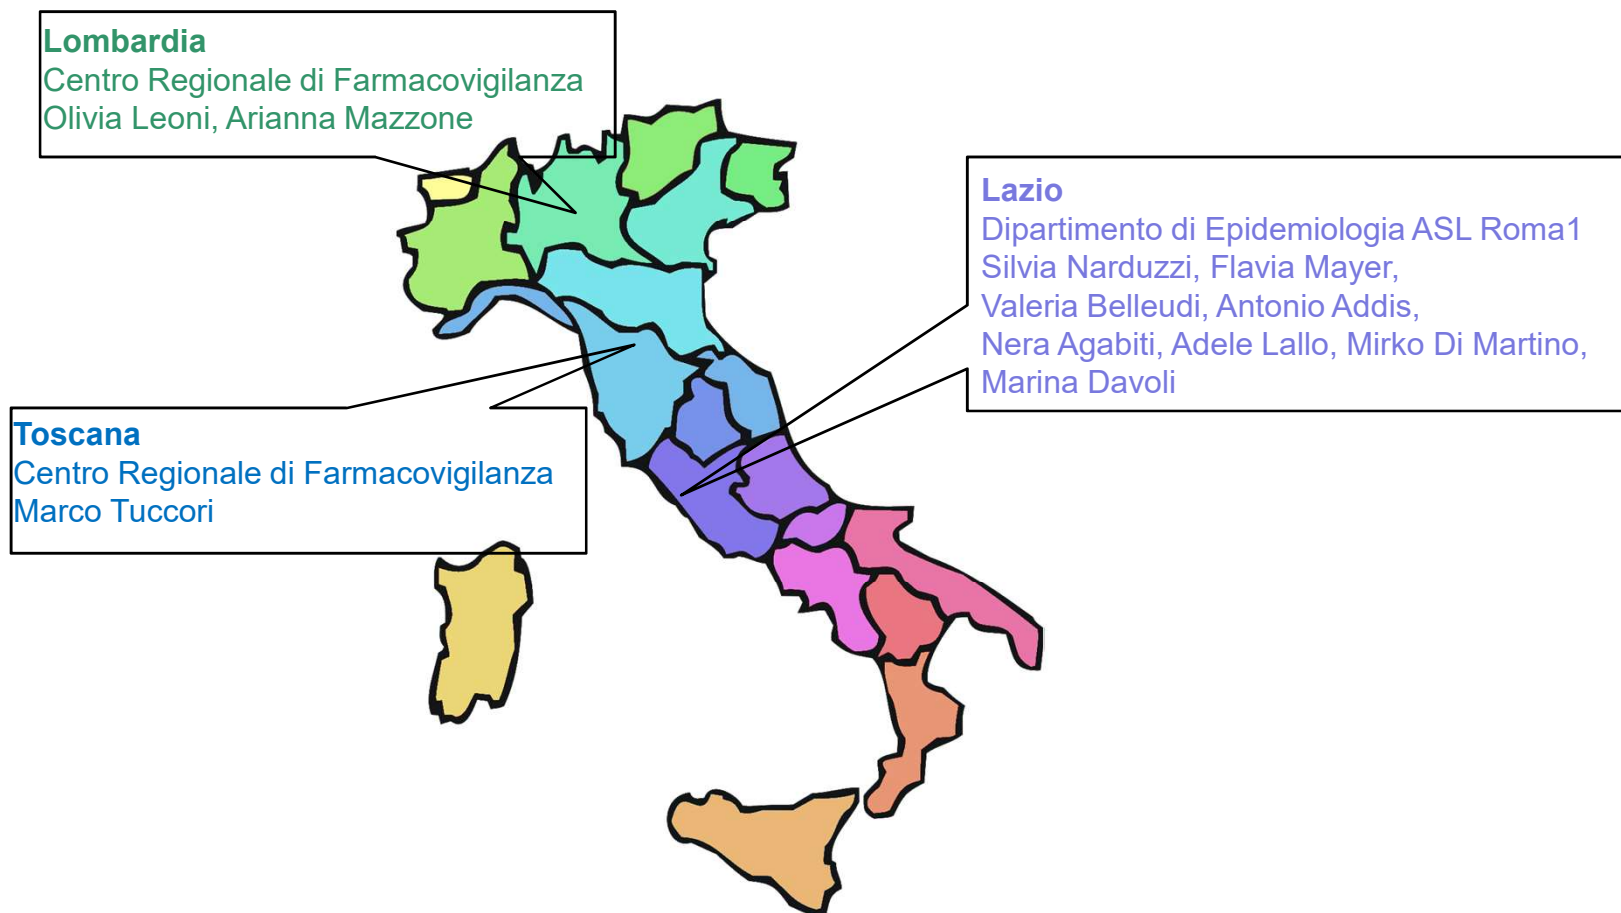 Lombardia
Centro Regionale di Farmacovigilanza
Olivia Leoni, Arianna Mazzone
Lazio
Dipartimento di Epidemiologia ASL Roma1
Silvia Narduzzi, Flavia Mayer,
Valeria Belleudi, Antonio Addis,
Nera Agabiti, Adele Lallo, Mirko Di Martino,
Marina Davoli
Toscana
Centro Regionale di Farmacovigilanza
Marco Tuccori